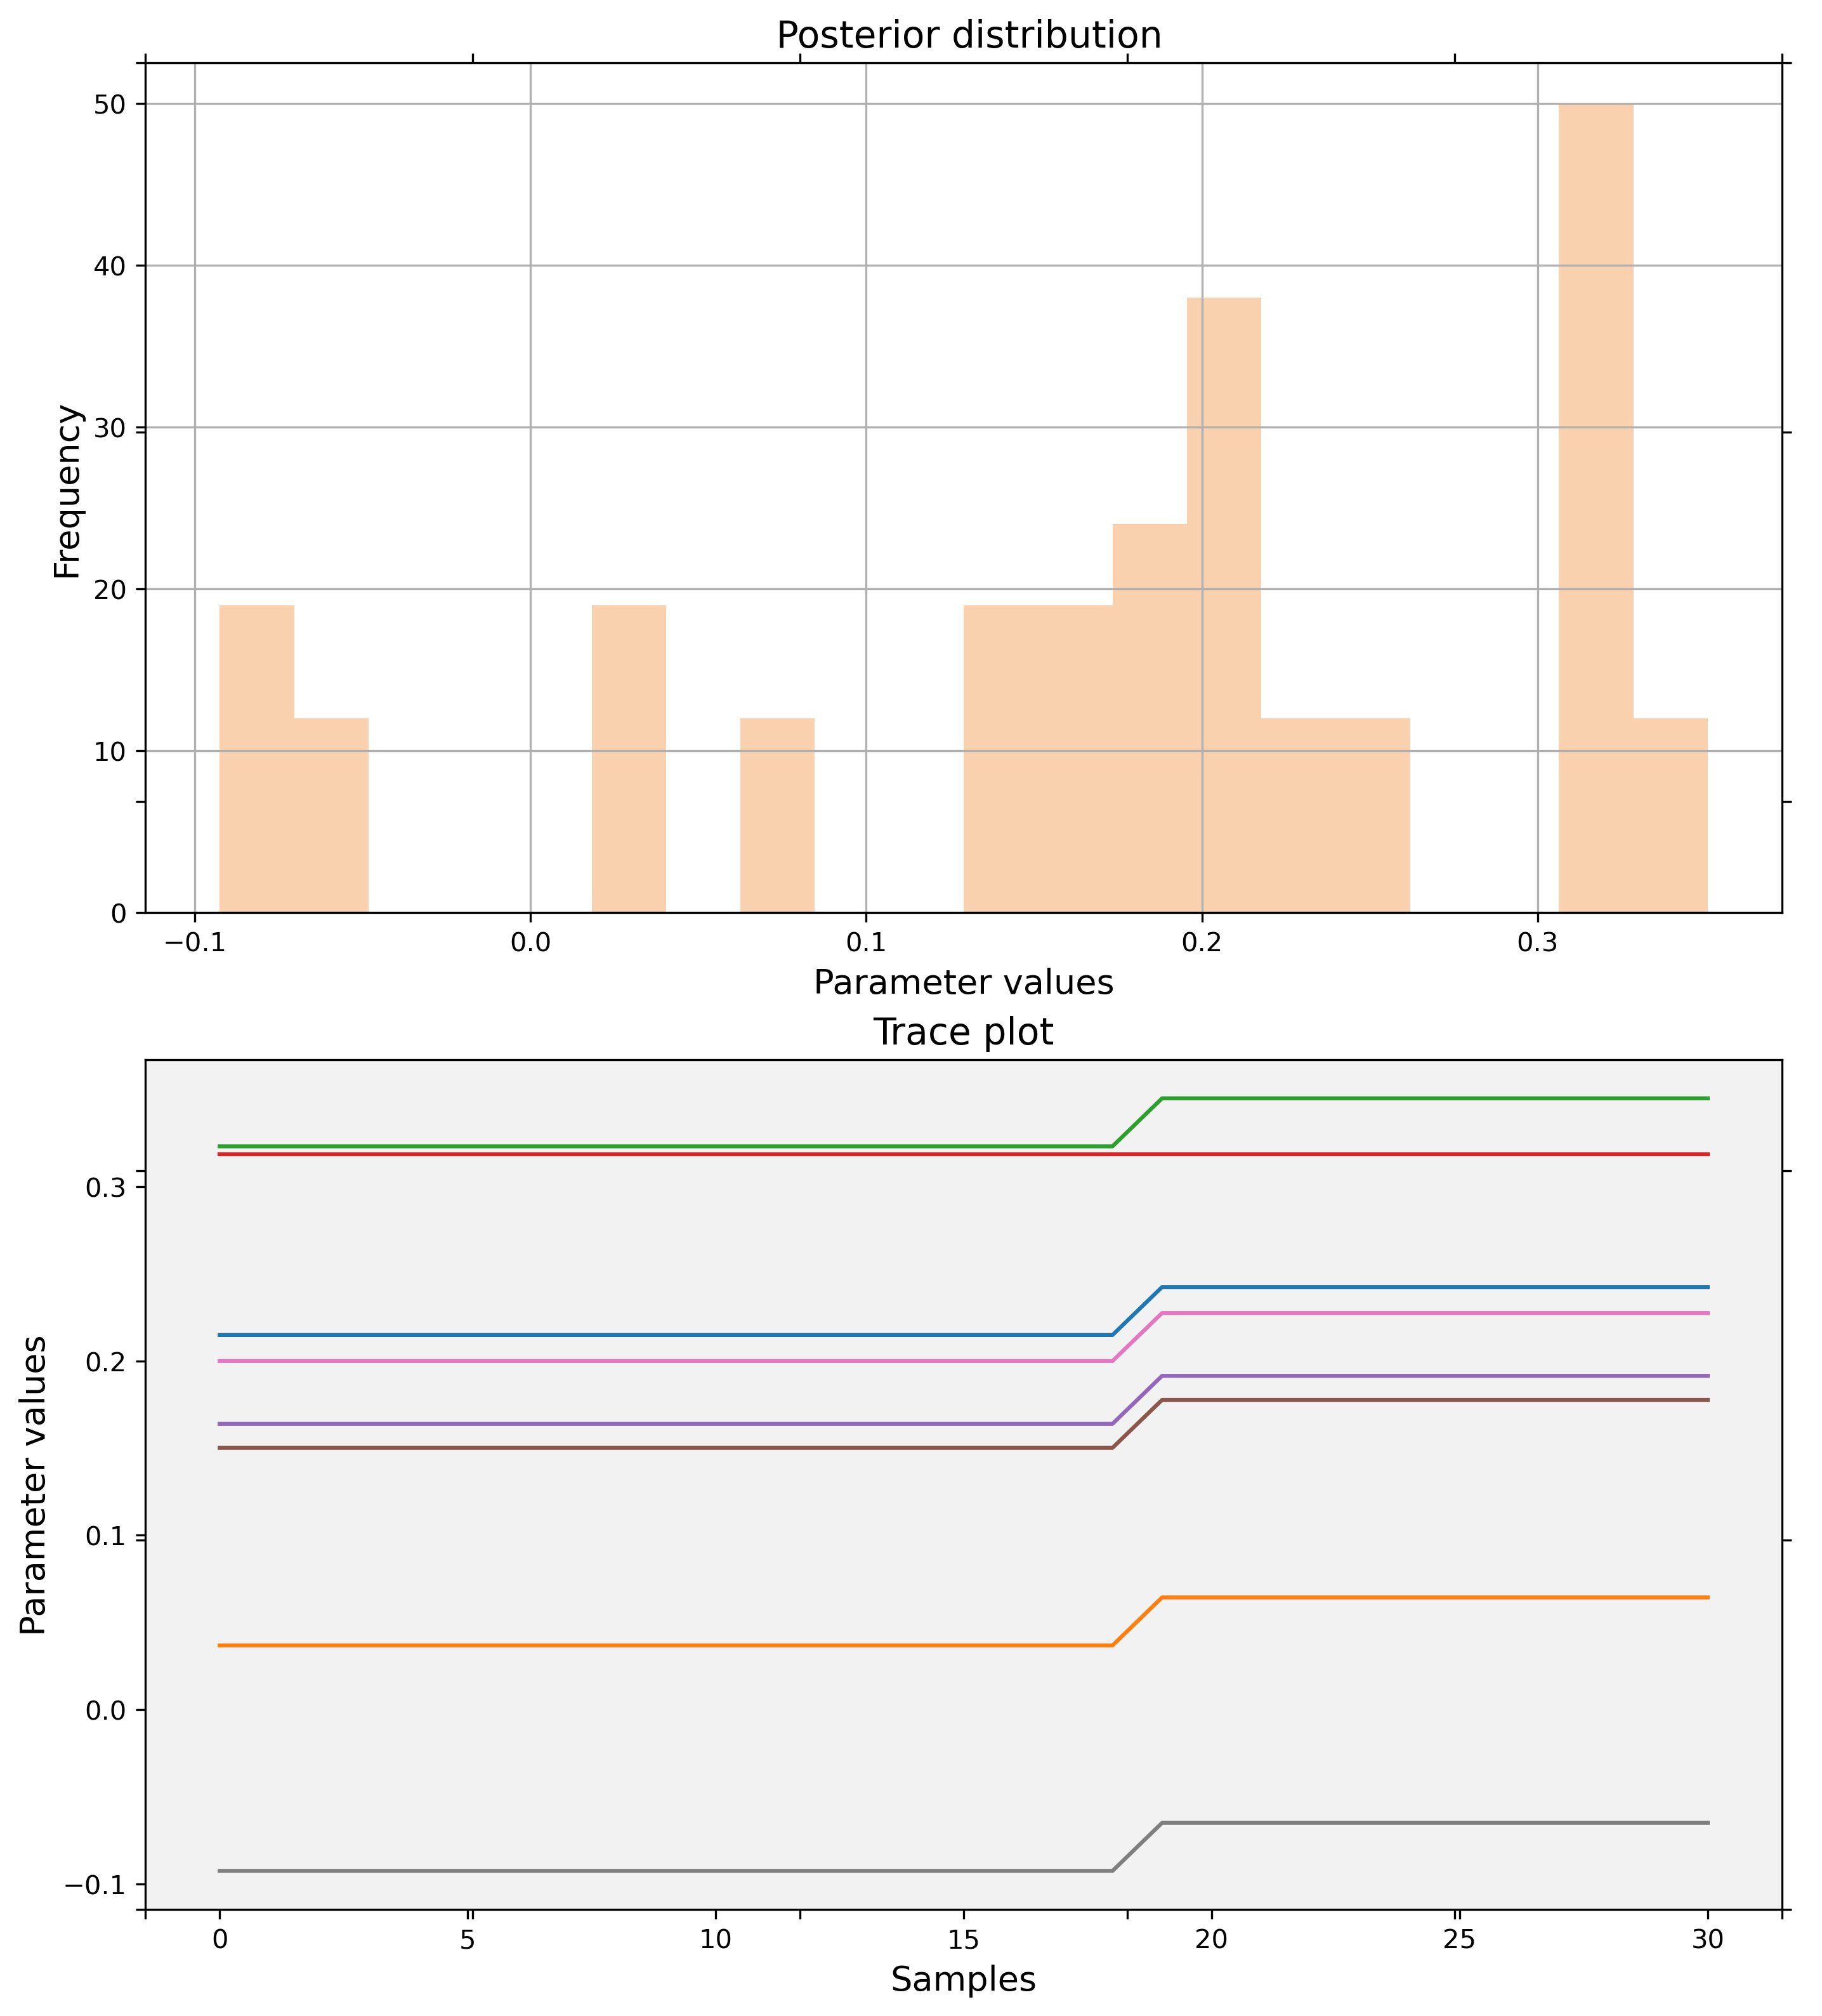 Posterior distribution
50
40
30
20
10
0
Frequency
−0.1 0.0 0.1 0.2 0.3
Parameter values
Trace plot
0.3
0.2
0.1
0.0
−0.1
Parameter values
0 5 10 15 20 25 30
Samples